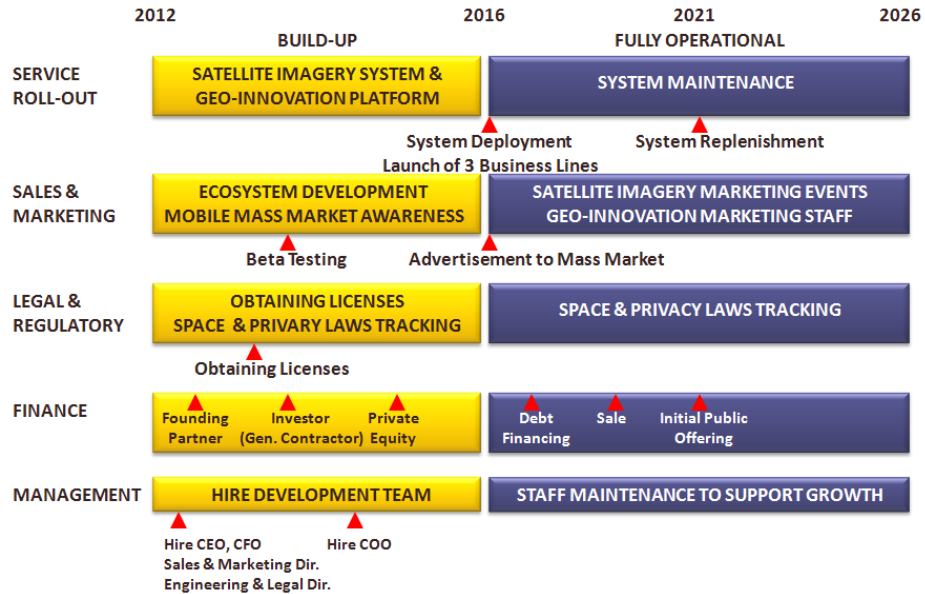 2012 2016 2021 2026
BUILD-UP FULLY OPERATIONAL
SERVICE
ROLL-OUT
SATELLITE IMAGERY SYSTEM &
GEO-INNOVATION PLATFORM
SYSTEM MAINTENANCE
System Deployment
Launch of 3 Business Lines
System Replenishment
SALES &
MARKETING
ECOSYSTEM DEVELOPMENT
MOBILE MASS MARKET AWARENESS
SATELLITE IMAGERY MARKETING EVENTS
GEO-INNOVATION MARKETING STAFF
Beta Testing
Advertisement to Mass Market
LEGAL &
REGULATORY
OBTAINING LICENSES
SPACE & PRIVARY LAWS TRACKING
SPACE & PRIVACY LAWS TRACKING
Obtaining Licenses
FINANCE
Founding
Partner
Investor
(Gen. Contractor)
Private
Equity
Debt
Financing
Sale
Initial Public
Offering
MANAGEMENT
HIRE DEVELOPMENT TEAM
STAFF MAINTENANCE TO SUPPORT GROWTH
Hire CEO, CFO
Sales & Marketing Dir.
Engineering & Legal Dir.
Hire COO